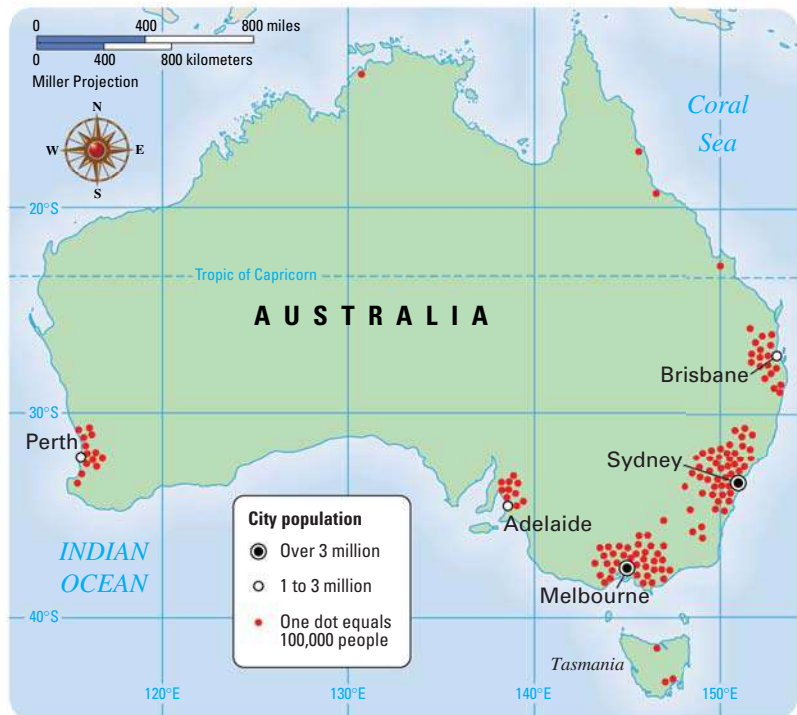 0 400 800 miles
0 400 800 kilometers
Miller Projection
N
W E
S
Coral
Sea
20°S
Tropic of Capricorn
AUSTRALIA
Brisbane
30°S
Perth
Sydney
Adelaide
INDIAN
OCEAN
City population
Over 3 million
1 to 3 million
One dot equals
100,000 people
Melbourne
40°S
Tasmania
120°E 130°E 140°E 150°E